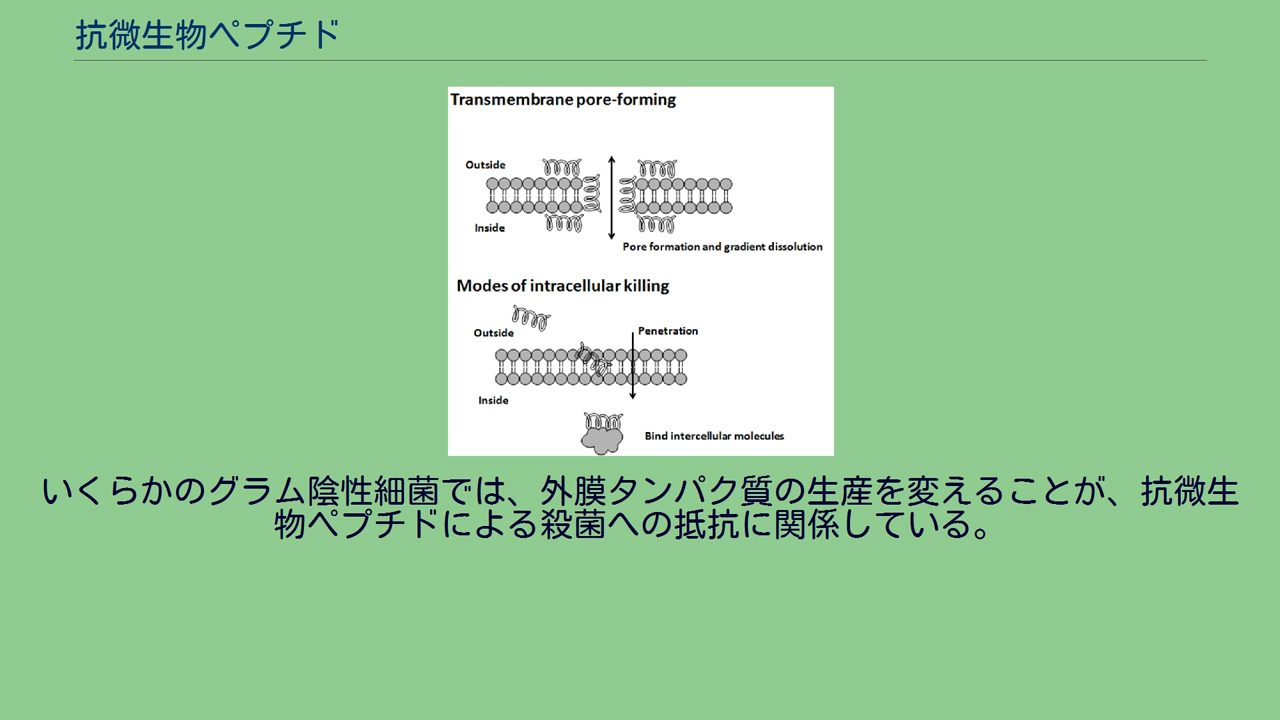 抗微生物ペプチド
Transmembrane pore-forming
Outside
Inside
Pore formation and gradient dissolution
Modes of intracellular killing
Outside
Penetration
Inside
Bind intercellular molecules
いくらかのグラム陰性細菌では、外膜タンパク質の生産を変えることが、抗微生
物ペプチドによる殺菌への抵抗に関係している。